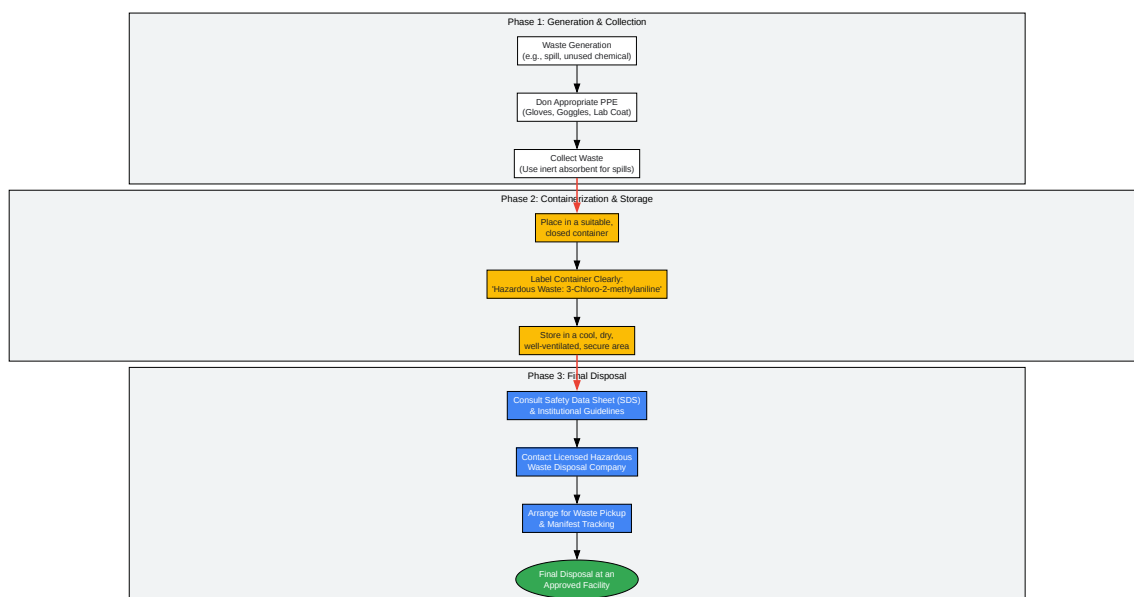 Phase 1: Generation & Collection
Waste Generation
(e.g., spill, unused chemical)
Don Appropriate PPE
(Gloves, Goggles, Lab Coat)
Collect Waste
(Use inert absorbent for spills)
Phase 2: Containerization & Storage
Place in a suitable,
closed container
Label Container Clearly:
'Hazardous Waste: 3-Chloro-2-methylaniline'
Store in a cool, dry,
well-ventilated, secure area
Phase 3: Final Disposal
Consult Safety Data Sheet (SDS)
& Institutional Guidelines
Contact Licensed Hazardous
Waste Disposal Company
Arrange for Waste Pickup
& Manifest Tracking
Final Disposal at an
Approved Facility